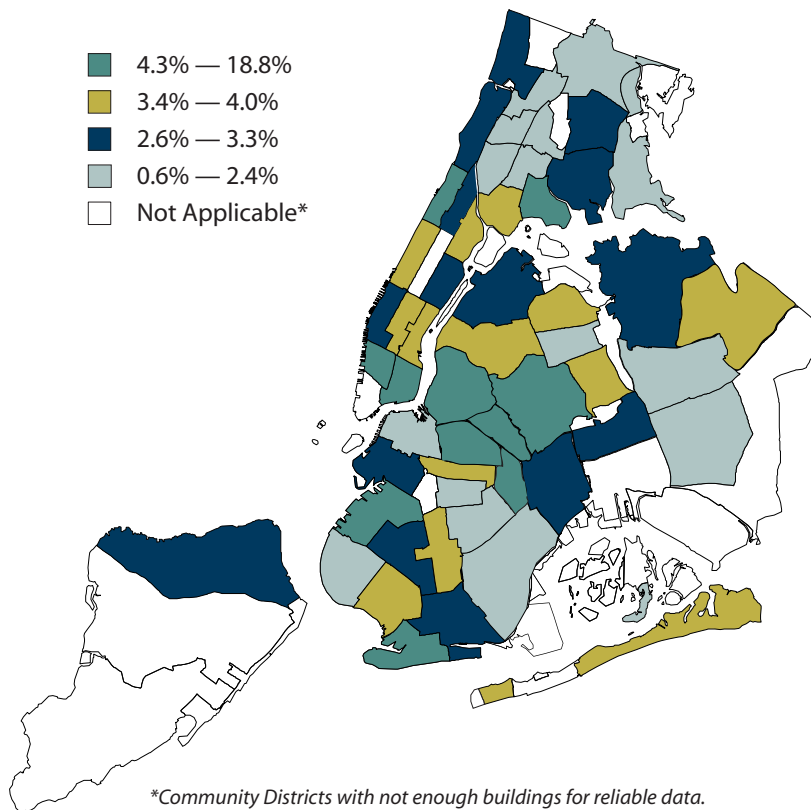 4.3% — 18.8%
3.4% — 4.0%
2.6% — 3.3%
0.6% — 2.4%
Not Applicable*
*Community Districts with not enough buildings for reliable data.